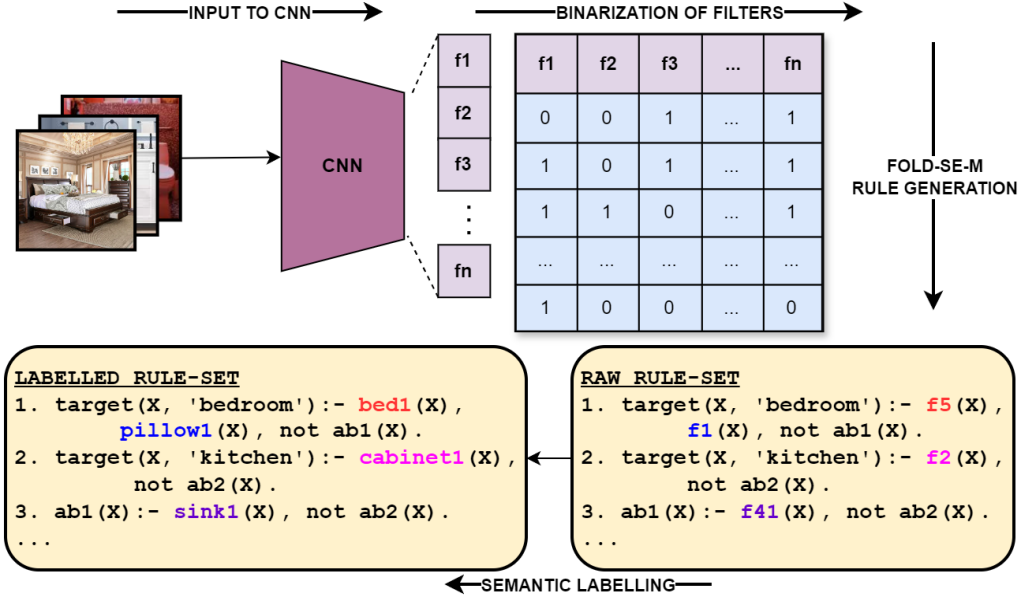 INPUT TO CNN
BINARIZATION OF FILTERS
CNN
f1
f2
f3
fn
f1 f2 f3 ... fn
0 0 1 ... 1
1 0 1 ... 1
1 1 0 ... 1
... ... ... ... ...
1 0 0 ... 0
FOLD-SE-M
RULE GENERATION
LABELLED RULE-SET
1. target(X, 'bedroom'):- bed1(X),
pillow1(X), not ab1(X).
2. target(X, 'kitchen'):- cabinet1(X),
not ab2(X).
3. ab1(X):- sink1(X), not ab2(X).
...
RAW RULE-SET
1. target(X, 'bedroom'):- f5(X),
f1(X), not ab1(X).
2. target(X, 'kitchen'):- f2(X),
not ab2(X).
3. ab1(X):- f41(X), not ab2(X).
...
SEMANTIC LABELLING